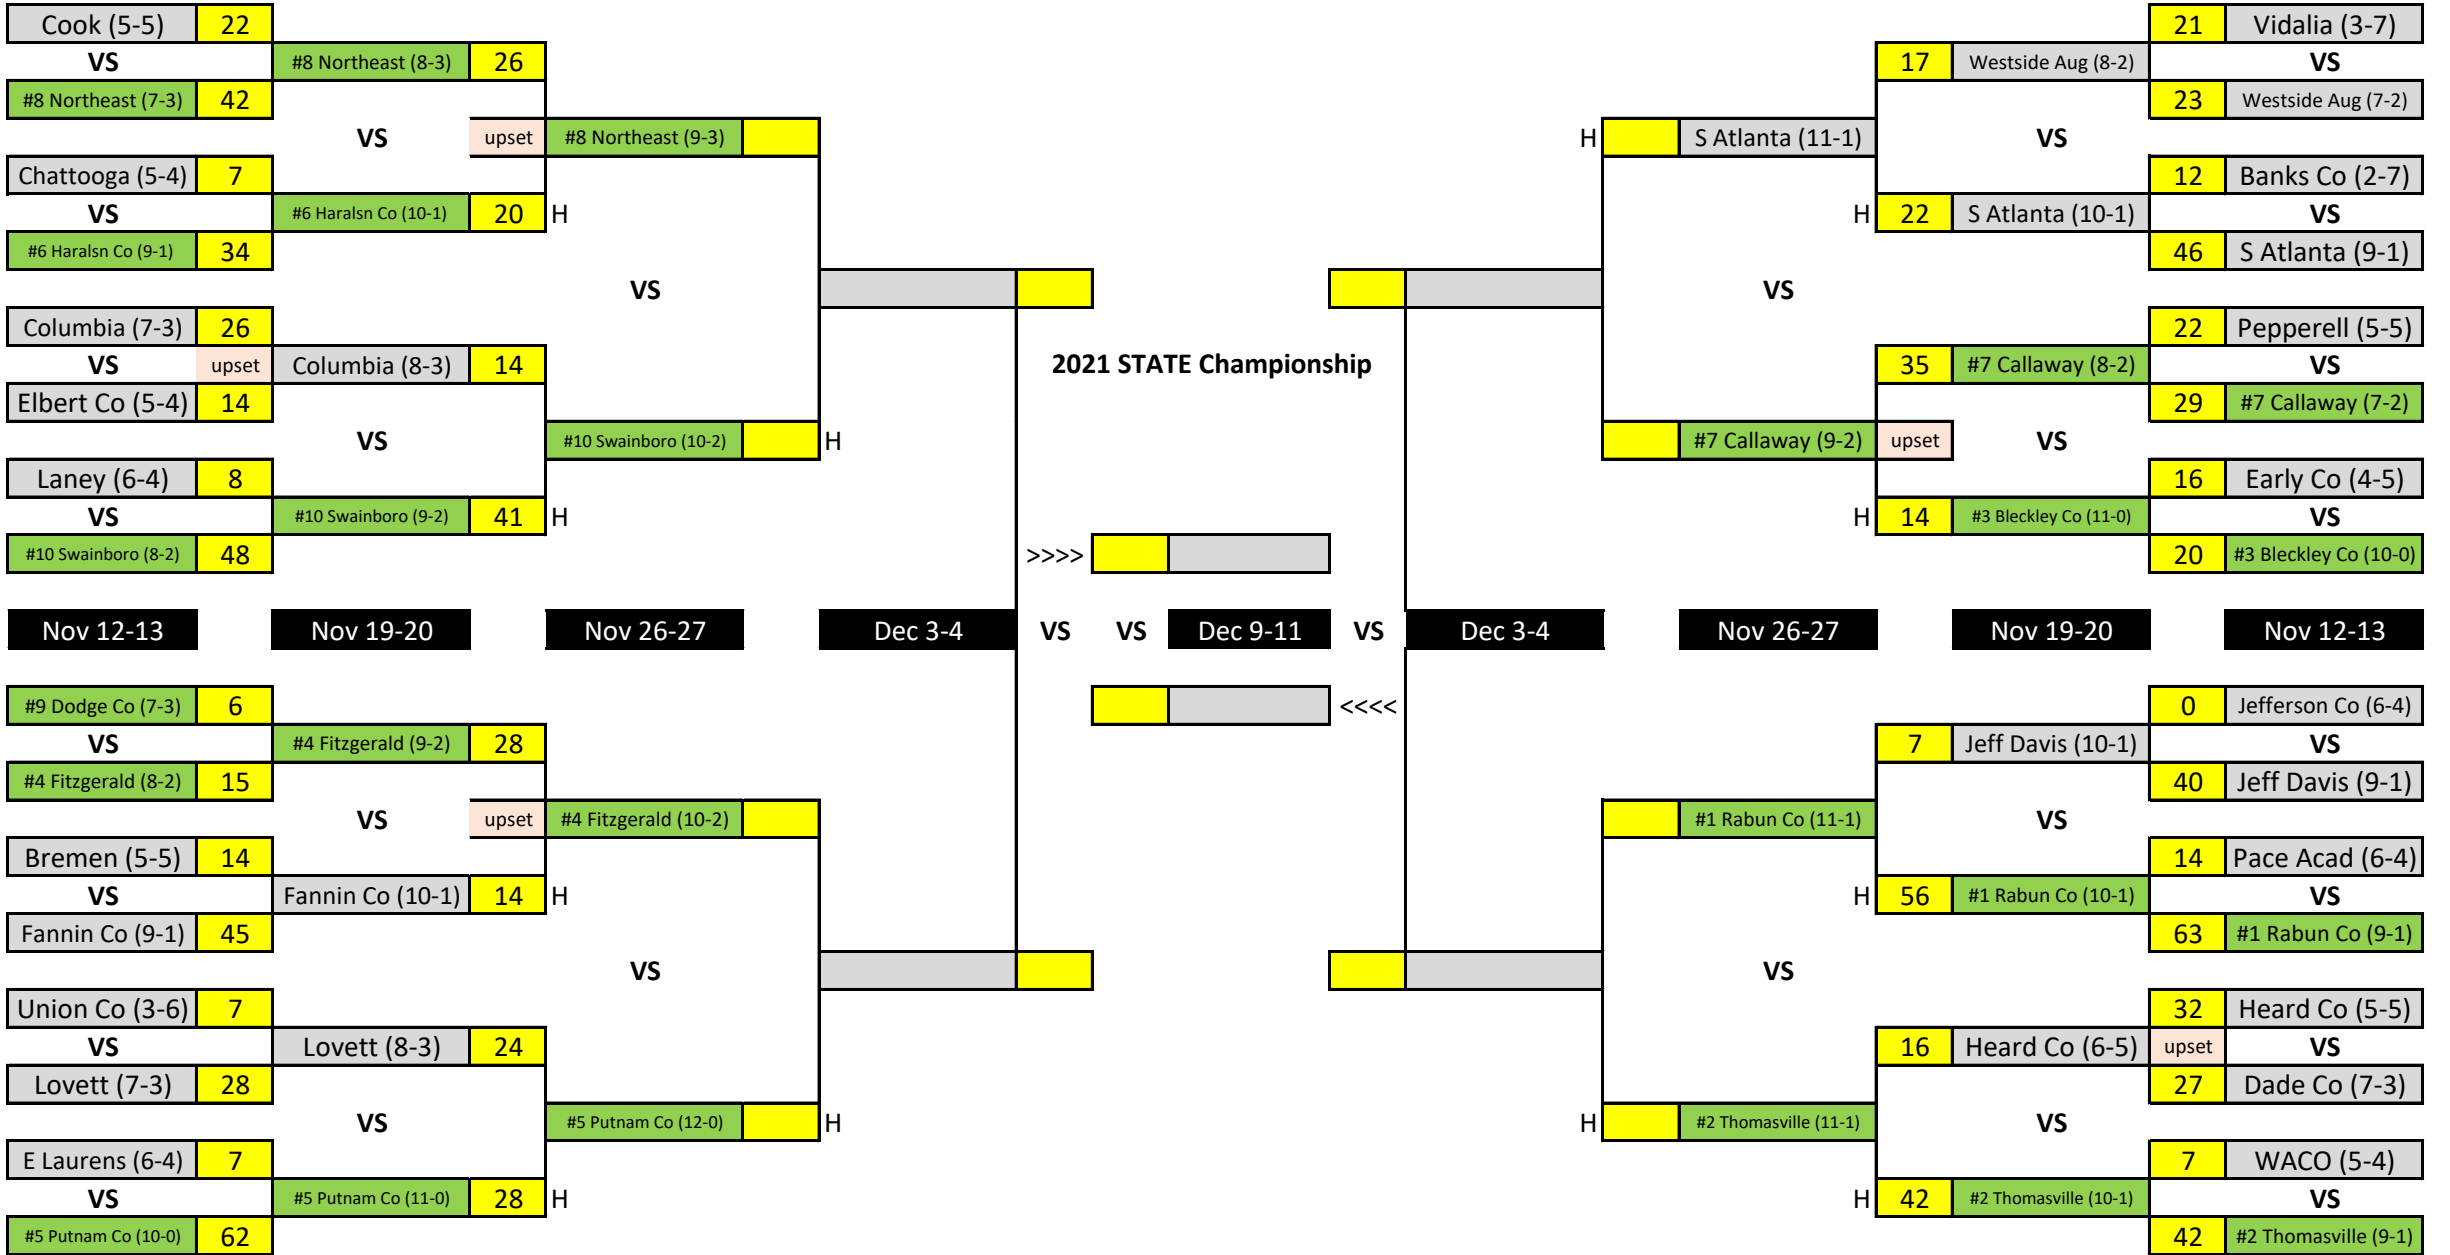 Cook (5-5) 22
VS
#8 Northeast (7-3) 42
#8 Northeast (8-3) 26
VS
upset #8 Northeast (9-3)
Chattooga (5-4) 7
VS
#6 Haralsn Co (9-1) 34
#6 Haralsn Co (10-1) 20 H
VS
Columbia (7-3) 26
VS upset
Elbert Co (5-4) 14
Columbia (8-3) 14
VS
#10 Swainboro (10-2) H
Laney (6-4) 8
VS
#10 Swainboro (8-2) 48
#10 Swainboro (9-2) 41 H
21 Vidalia (3-7)
VS
23 Westside Aug (7-2)
17 Westside Aug (8-2)
VS
H S Atlanta (11-1)
12 Banks Co (2-7)
VS
46 S Atlanta (9-1)
H 22 S Atlanta (10-1)
VS
22 Pepperell (5-5)
VS
29 #7 Callaway (7-2)
35 #7 Callaway (8-2)
VS
#7 Callaway (9-2) upset
16 Early Co (4-5)
VS
20 #3 Bleckley Co (10-0)
H 14 #3 Bleckley Co (11-0)
2021 STATE Championship
>>>>
Nov 12-13 Nov 19-20 Nov 26-27 Dec 3-4 VS VS Dec 9-11 VS Dec 3-4 Nov 26-27 Nov 19-20 Nov 12-13
<<<<
#9 Dodge Co (7-3) 6
VS
#4 Fitzgerald (8-2) 15
#4 Fitzgerald (9-2) 28
VS
upset #4 Fitzgerald (10-2)
Bremen (5-5) 14
VS
Fannin Co (9-1) 45
Fannin Co (10-1) 14 H
VS
Union Co (3-6) 7
VS
Lovett (7-3) 28
Lovett (8-3) 24
VS
#5 Putnam Co (12-0) H
E Laurens (6-4) 7
VS
#5 Putnam Co (10-0) 62
#5 Putnam Co (11-0) 28 H
0 Jefferson Co (6-4)
VS
40 Jeff Davis (9-1)
7 Jeff Davis (10-1)
VS
#1 Rabun Co (11-1)
14 Pace Acad (6-4)
VS
63 #1 Rabun Co (9-1)
H 56 #1 Rabun Co (10-1)
VS
32 Heard Co (5-5)
upset VS
27 Dade Co (7-3)
16 Heard Co (6-5)
VS
H #2 Thomasville (11-1)
7 WACO (5-4)
VS
42 #2 Thomasville (9-1)
H 42 #2 Thomasville (10-1)